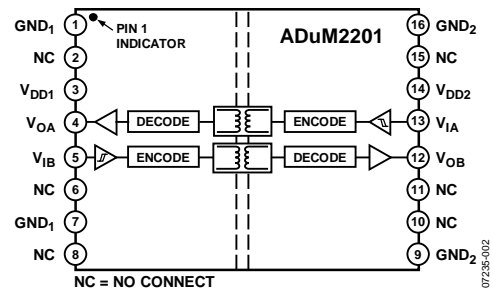 GND1 1 PIN 1 INDICATOR ADuM2201 16 GND2
NC 2 15 NC
VDD1 3 14 VDD2
VOA 4 DECODE ENCODE 13 VIA
VIB 5 ENCODE DECODE 12 VOB
NC 6 11 NC
GND1 7 10 NC
NC 8 9 GND2
NC = NO CONNECT
07235-002